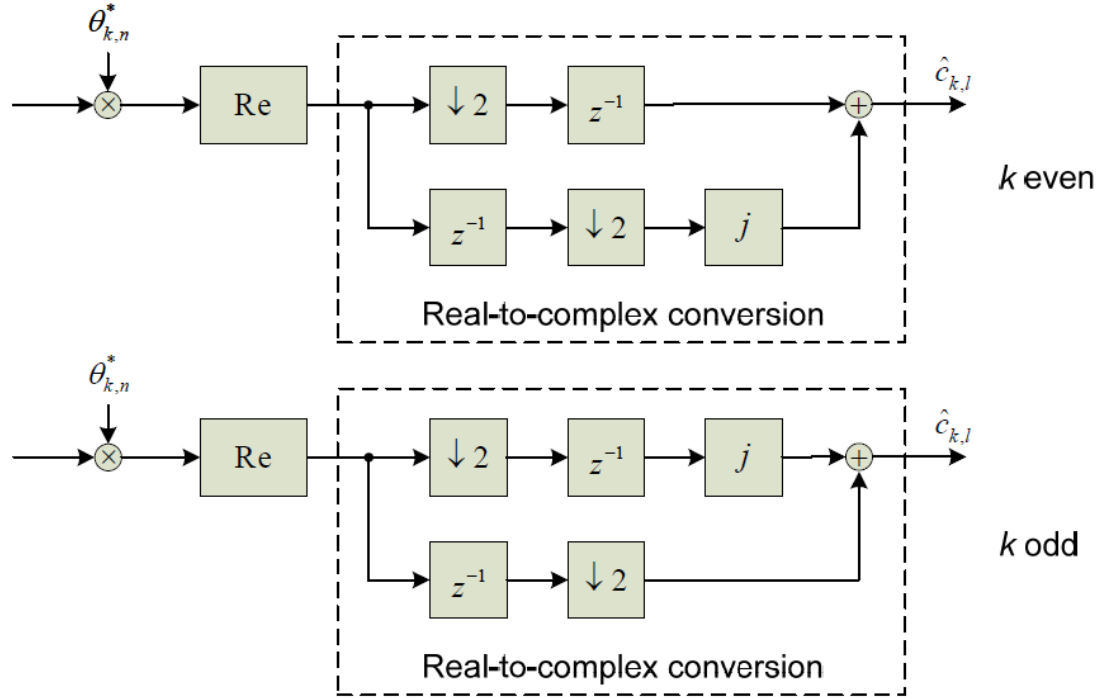 θ*k,n
× Re ↓ 2 z⁻¹ + ĉk,l
k even
z⁻¹ ↓ 2 j
Real-to-complex conversion
θ*k,n
× Re ↓ 2 z⁻¹ j + ĉk,l
k odd
z⁻¹ ↓ 2
Real-to-complex conversion